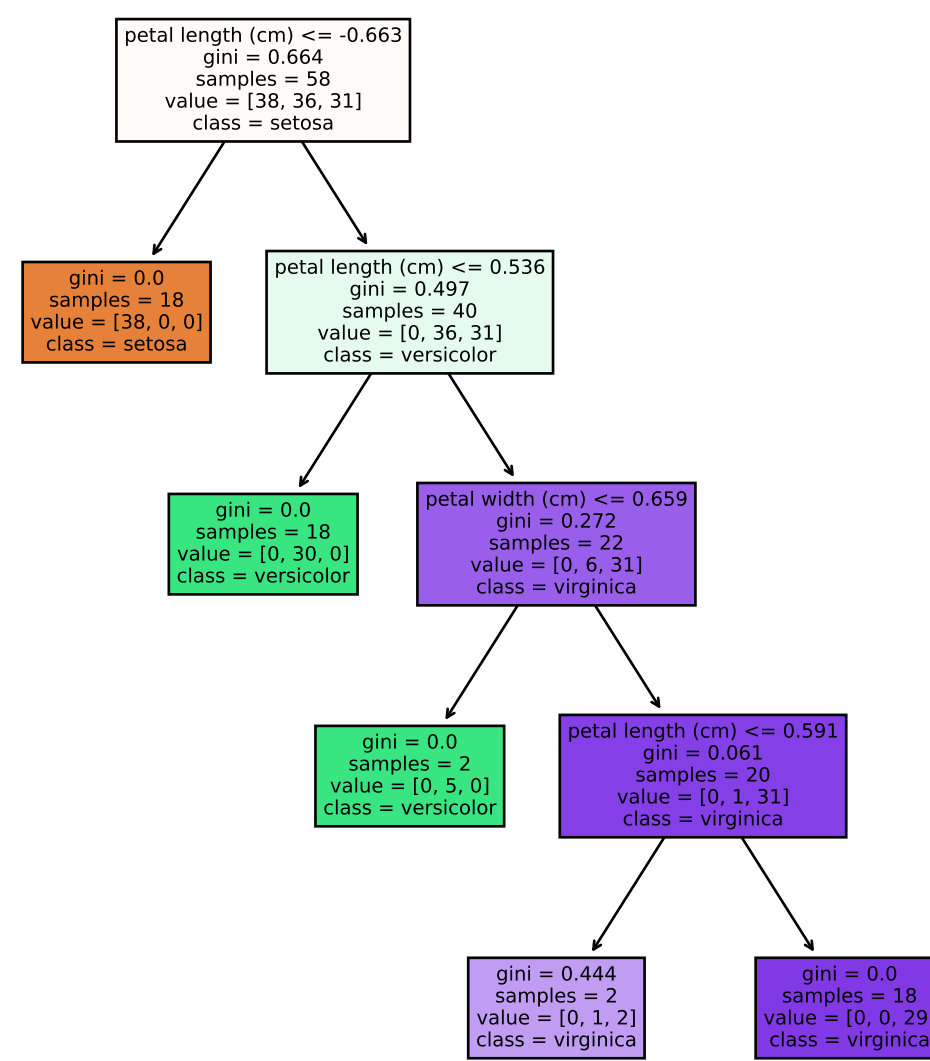 petal length (cm) <= -0.663
gini = 0.664
samples = 58
value = [38, 36, 31]
class = setosa
gini = 0.0
samples = 18
value = [38, 0, 0]
class = setosa
petal length (cm) <= 0.536
gini = 0.497
samples = 40
value = [0, 36, 31]
class = versicolor
gini = 0.0
samples = 18
value = [0, 30, 0]
class = versicolor
petal width (cm) <= 0.659
gini = 0.272
samples = 22
value = [0, 6, 31]
class = virginica
gini = 0.0
samples = 2
value = [0, 5, 0]
class = versicolor
petal length (cm) <= 0.591
gini = 0.061
samples = 20
value = [0, 1, 31]
class = virginica
gini = 0.444
samples = 2
value = [0, 1, 2]
class = virginica
gini = 0.0
samples = 18
value = [0, 0, 29
class = virginica